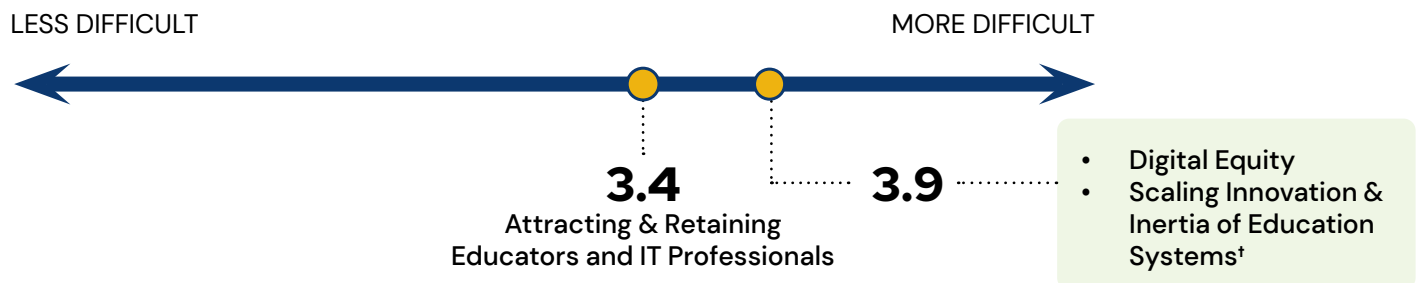 LESS DIFFICULT
MORE DIFFICULT
3.4
Attracting & Retaining
Educators and IT Professionals
3.9
• Digital Equity
• Scaling Innovation &
Inertia of Education
Systems†